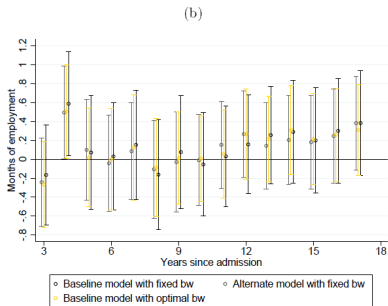 (b)
Months of employment
1.2
1
.8
.6
.4
.2
0
-.2
-.4
-.6
-.8
3 6 9 12 15 18
Years since admission
Baseline model with fixed bw Alternate model with fixed bw
Baseline model with optimal bw